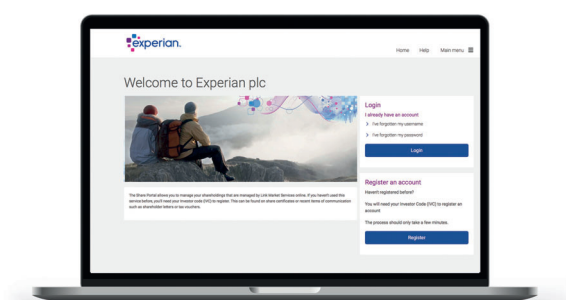 experian.
Home Help Main menu
Welcome to Experian plc
Login
I already have an account
I've forgotten my username
I've forgotten my password
Login
The Share Portal allows you to manage your shareholdings that are managed by Link Market Services online. If you haven't used this
service before, you'll need your investor code (IVC) to register. This can be found on share certificates or recent items of communication
such as shareholder letters or tax vouchers.
Register an account
Haven't registered before?
You will need your Investor Code (IVC) to register an
account
The process should only take a few minutes.
Register